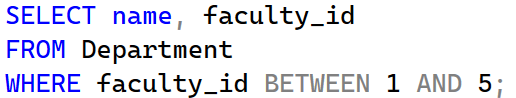 SELECT name, faculty_id
FROM Department
WHERE faculty_id BETWEEN 1 AND 5;